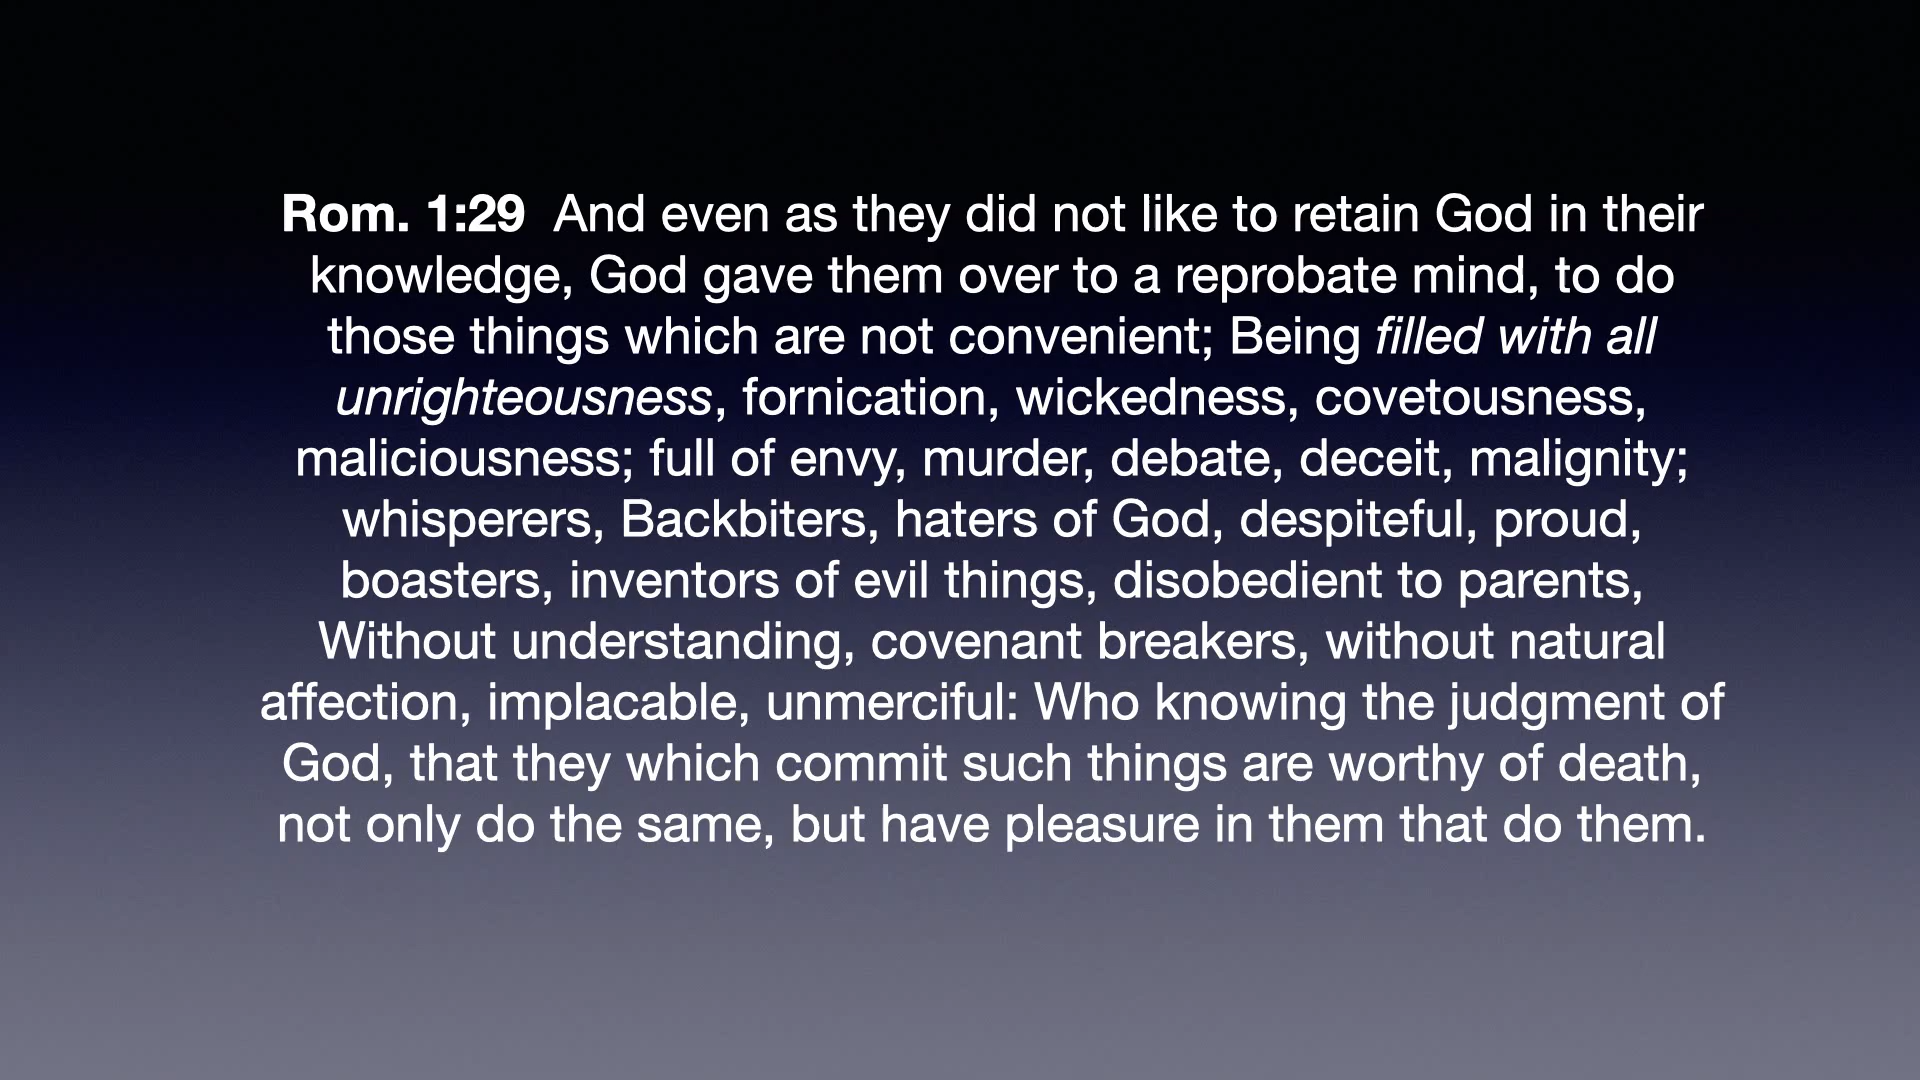 Rom. 1:29  And even as they did not like to retain God in their
knowledge, God gave them over to a reprobate mind, to do
those things which are not convenient; Being filled with all
unrighteousness, fornication, wickedness, covetousness,
maliciousness; full of envy, murder, debate, deceit, malignity;
whisperers, Backbiters, haters of God, despiteful, proud,
boasters, inventors of evil things, disobedient to parents,
Without understanding, covenant breakers, without natural
affection, implacable, unmerciful: Who knowing the judgment of
God, that they which commit such things are worthy of death,
not only do the same, but have pleasure in them that do them.